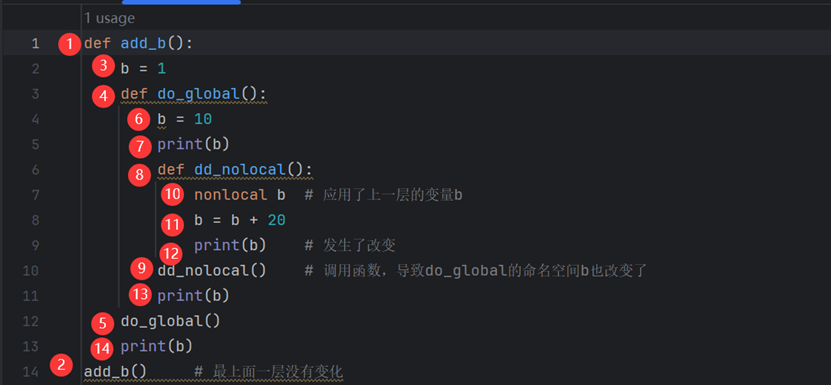 1 usage
1 1 def add_b():
2 3 b = 1
3 4 def do_global():
4 6 b = 10
5 7 print(b)
6 8 def dd_nolocal():
7 10 nonlocal b # 应用了上一层的变量b
8 11 b = b + 20
9 12 print(b) # 发生了改变
10 9 dd_nolocal() # 调用函数，导致do_global的命名空间b也改变了
11 13 print(b)
12 5 do_global()
13 14 print(b)
14 2 add_b() # 最上面一层没有变化